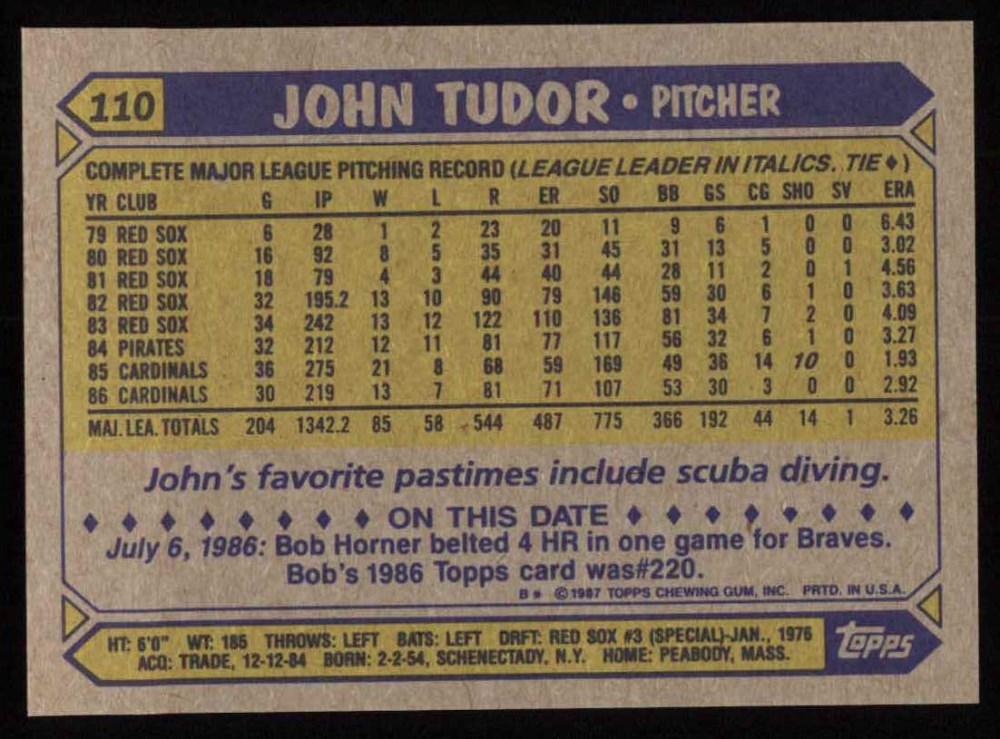 110 JOHN TUDOR • PITCHER
COMPLETE MAJOR LEAGUE PITCHING RECORD (LEAGUE LEADER IN ITALICS. TIE ♦)
YR CLUB G IP W L R ER SO BB GS CG SHO SV ERA
79 RED SOX 6 28 1 2 23 20 11 9 6 1 0 0 6.43
80 RED SOX 16 92 8 5 35 31 45 31 13 5 0 0 3.02
81 RED SOX 18 79 4 3 44 40 44 28 11 2 0 1 4.56
82 RED SOX 32 195.2 13 10 90 79 146 59 30 6 1 0 3.63
83 RED SOX 34 242 13 12 122 110 136 81 34 7 2 0 4.09
84 PIRATES 32 212 12 11 81 77 117 56 32 6 1 0 3.27
85 CARDINALS 36 275 21 8 68 59 169 49 36 14 10 0 1.93
86 CARDINALS 30 219 13 7 81 71 107 53 30 3 0 0 2.92
MAJ. LEA. TOTALS 204 1342.2 85 58 544 487 775 366 192 44 14 1 3.26
John's favorite pastimes include scuba diving.
♦ ♦ ♦ ♦ ♦ ♦ ♦ ♦ ON THIS DATE ♦ ♦ ♦ ♦ ♦ ♦ ♦ ♦
July 6, 1986: Bob Horner belted 4 HR in one game for Braves.
Bob's 1986 Topps card was#220.
B * ©1987 TOPPS CHEWING GUM, INC. PRTD. IN U.S.A.
HT: 6'0" WT: 185 THROWS: LEFT BATS: LEFT DRFT: RED SOX #3 (SPECIAL)-JAN., 1976
ACQ: TRADE, 12-12-84 BORN: 2-2-54, SCHENECTADY, N.Y. HOME: PEABODY, MASS.
Topps